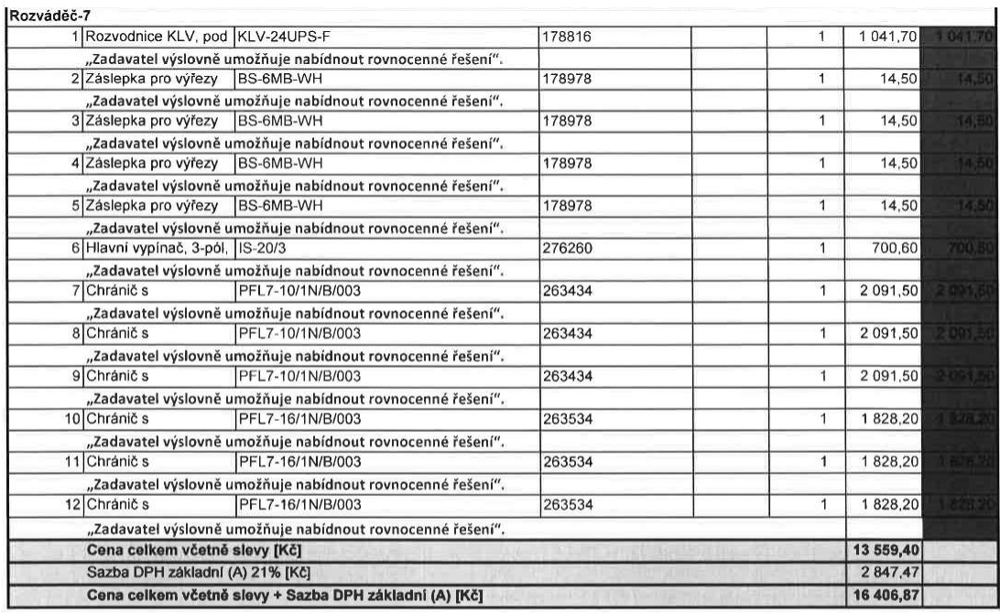 Rozváděč-7
1 Rozvodnice KLV, pod KLV-24UPS-F 178816 1 1 041,70 1 041,70
„Zadavatel výslovně umožňuje nabídnout rovnocenné řešení“.
2 Záslepka pro výřezy BS-6MB-WH 178978 1 14,50 14,50
„Zadavatel výslovně umožňuje nabídnout rovnocenné řešení“.
3 Záslepka pro výřezy BS-6MB-WH 178978 1 14,50 14,50
„Zadavatel výslovně umožňuje nabídnout rovnocenné řešení“.
4 Záslepka pro výřezy BS-6MB-WH 178978 1 14,50 14,50
„Zadavatel výslovně umožňuje nabídnout rovnocenné řešení“.
5 Záslepka pro výřezy BS-6MB-WH 178978 1 14,50 14,50
„Zadavatel výslovně umožňuje nabídnout rovnocenné řešení“.
6 Hlavní vypínač, 3-pól, IS-20/3 276260 1 700,60 700,60
„Zadavatel výslovně umožňuje nabídnout rovnocenné řešení“.
7 Chránič s PFL7-10/1N/B/003 263434 1 2 091,50 2 091,50
„Zadavatel výslovně umožňuje nabídnout rovnocenné řešení“.
8 Chránič s PFL7-10/1N/B/003 263434 1 2 091,50 2 091,50
„Zadavatel výslovně umožňuje nabídnout rovnocenné řešení“.
9 Chránič s PFL7-10/1N/B/003 263434 1 2 091,50 2 091,50
„Zadavatel výslovně umožňuje nabídnout rovnocenné řešení“.
10 Chránič s PFL7-16/1N/B/003 263534 1 1 828,20 1 828,20
„Zadavatel výslovně umožňuje nabídnout rovnocenné řešení“.
11 Chránič s PFL7-16/1N/B/003 263534 1 1 828,20 1 828,20
„Zadavatel výslovně umožňuje nabídnout rovnocenné řešení“.
12 Chránič s PFL7-16/1N/B/003 263534 1 1 828,20 1 828,20
„Zadavatel výslovně umožňuje nabídnout rovnocenné řešení“.
Cena celkem včetně slevy [Kč] 13 559,40
Sazba DPH základní (A) 21% [Kč] 2 847,47
Cena celkem včetně slevy + Sazba DPH základní (A) [Kč] 16 406,87